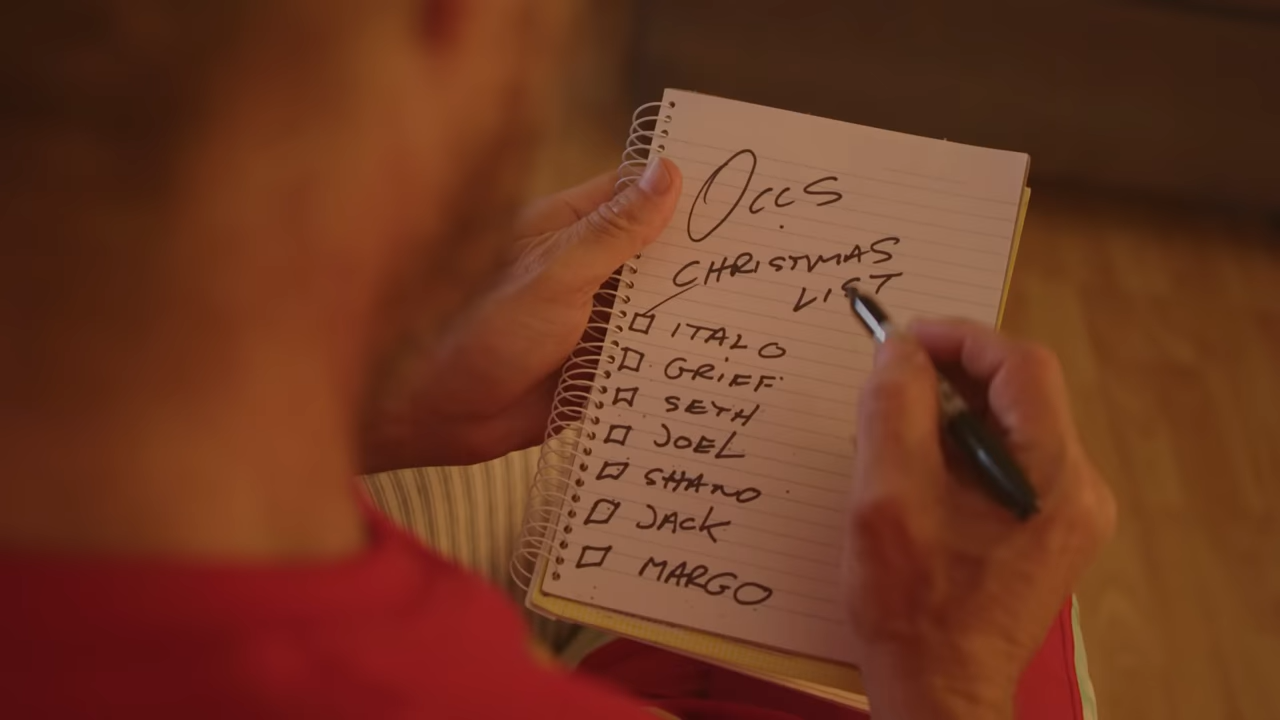 Occs
CHRISTMAS
LIST
ITALO
GRIFF
SETH
JOEL
SHANO
JACK
MARGO